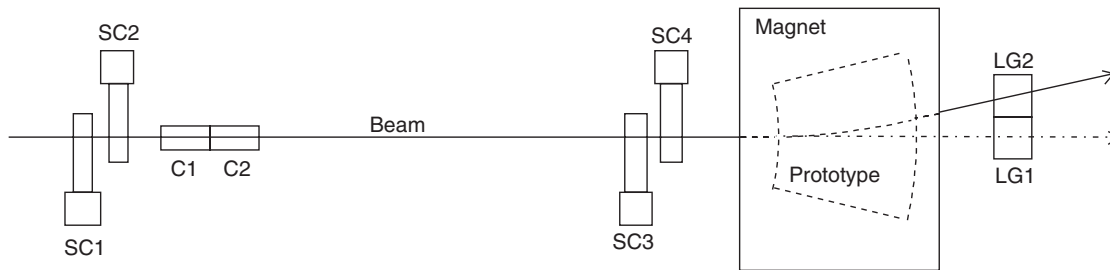 SC2
SC4
Magnet
LG2
Beam
C1
C2
Prototype
LG1
SC1
SC3